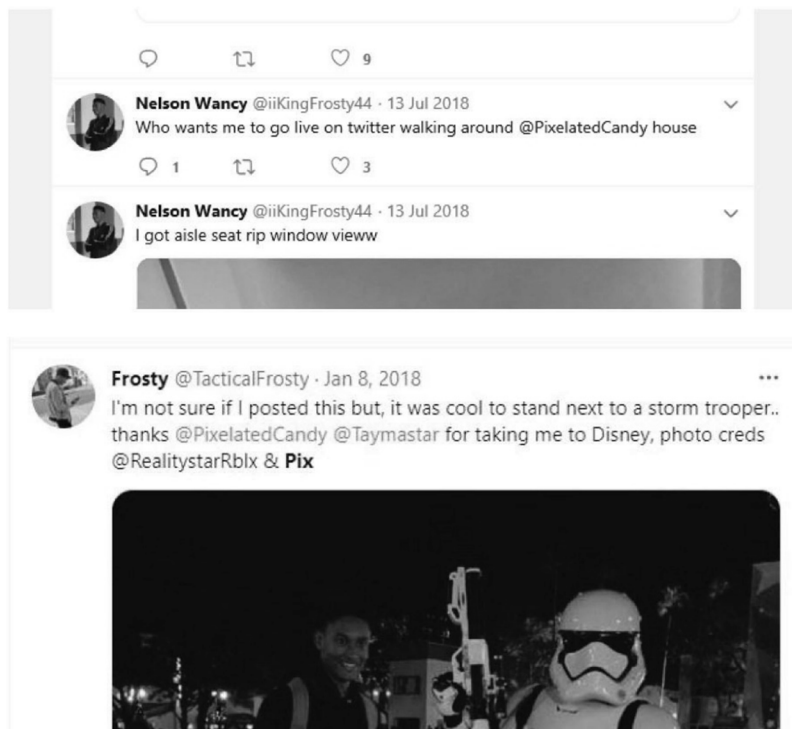 9
Nelson Wancy @iiKingFrosty44 · 13 Jul 2018
Who wants me to go live on twitter walking around @PixelatedCandy house
1 3
Nelson Wancy @iiKingFrosty44 · 13 Jul 2018
I got aisle seat rip window vieww
Frosty @TacticalFrosty · Jan 8, 2018
I'm not sure if I posted this but, it was cool to stand next to a storm trooper..
thanks @PixelatedCandy @Taymastar for taking me to Disney, photo creds
@RealitystarRblx & Pix